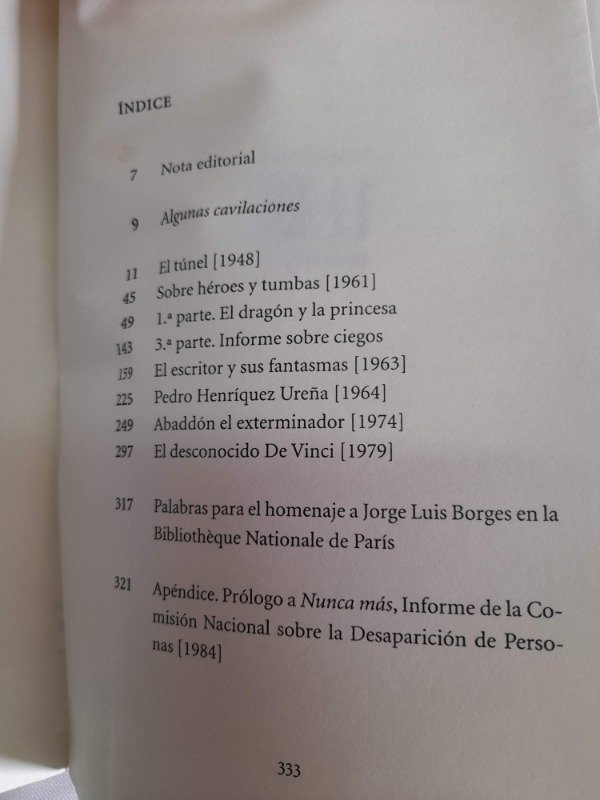 ÍNDICE
7 Nota editorial
9 Algunas cavilaciones
11 El túnel [1948]
45 Sobre héroes y tumbas [1961]
49 1.ª parte. El dragón y la princesa
143 3.ª parte. Informe sobre ciegos
159 El escritor y sus fantasmas [1963]
225 Pedro Henríquez Ureña [1964]
249 Abaddón el exterminador [1974]
297 El desconocido De Vinci [1979]
317 Palabras para el homenaje a Jorge Luis Borges en la
Bibliothèque Nationale de París
321 Apéndice. Prólogo a Nunca más, Informe de la Co-
misión Nacional sobre la Desaparición de Perso-
nas [1984]
333